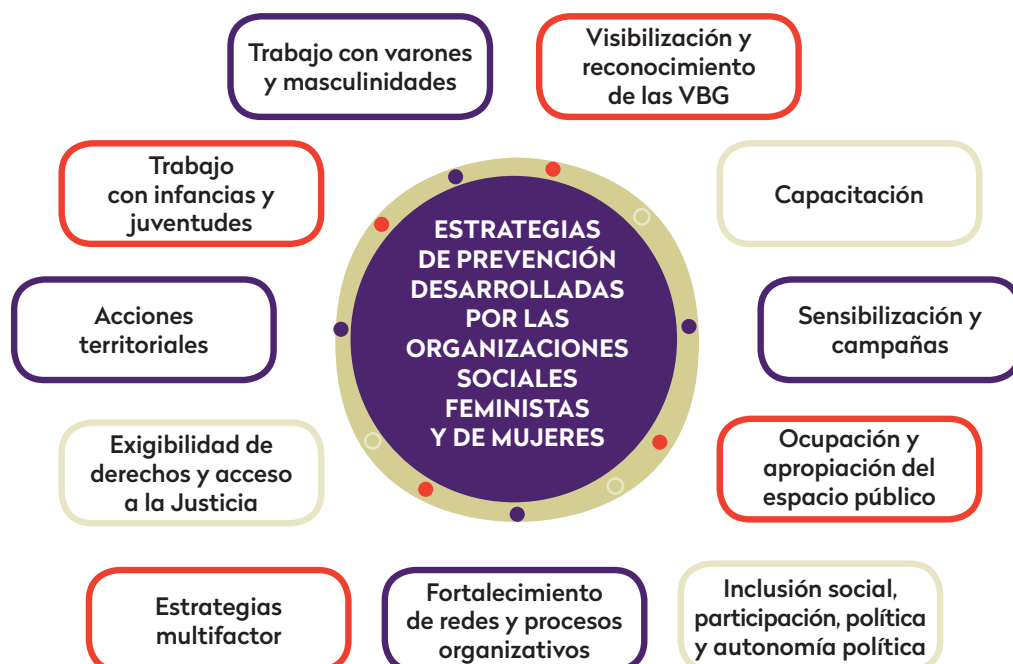 Trabajo con varones
y masculinidades
Visibilización y
reconocimiento
de las VBG
Trabajo
con infancias y
juventudes
Capacitación
ESTRATEGIAS
DE PREVENCIÓN
DESARROLLADAS
POR LAS
ORGANIZACIONES
SOCIALES
FEMINISTAS
Y DE MUJERES
Acciones
territoriales
Sensibilización y
campañas
Exigibilidad de
derechos y acceso
a la Justicia
Ocupación y
apropiación del
espacio público
Estrategias
multifactor
Fortalecimiento
de redes y procesos
organizativos
Inclusión social,
participación, política
y autonomía política